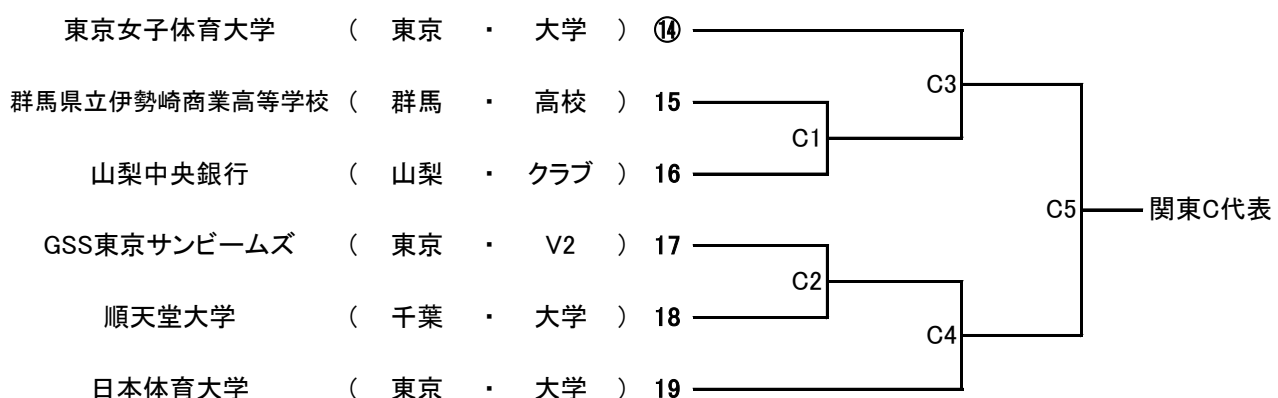 東京女子体育大学 ( 東京 ・ 大学 ) ⑭
C3
群馬県立伊勢崎商業高等学校 ( 群馬 ・ 高校 ) 15
C1
山梨中央銀行 ( 山梨 ・ クラブ ) 16
C5 関東C代表
GSS東京サンビームズ ( 東京 ・ V2 ) 17
C2
順天堂大学 ( 千葉 ・ 大学 ) 18
C4
日本体育大学 ( 東京 ・ 大学 ) 19